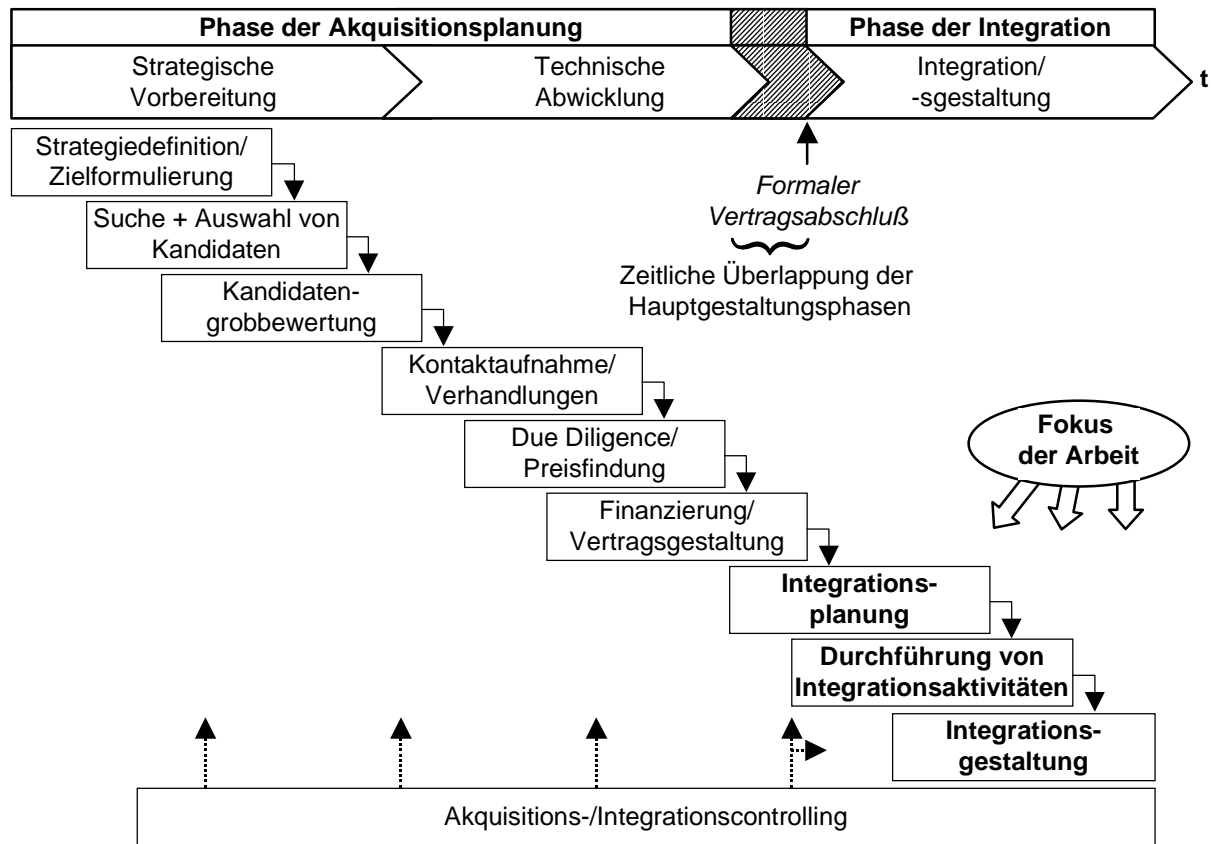 Phase der Akquisitionsplanung
Phase der Integration
Strategische
Vorbereitung
Technische
Abwicklung
Integration/
-sgestaltung
t
Strategiedefinition/
Zielformulierung
Suche + Auswahl von
Kandidaten
Kandidaten-
grobbewertung
Formaler
Vertragsabschluß
Zeitliche Überlappung der
Hauptgestaltungsphasen
Kontaktaufnahme/
Verhandlungen
Due Diligence/
Preisfindung
Finanzierung/
Vertragsgestaltung
Fokus
der Arbeit
Integrations-
planung
Durchführung von
Integrationsaktivitäten
Integrations-
gestaltung
Akquisitions-/Integrationscontrolling